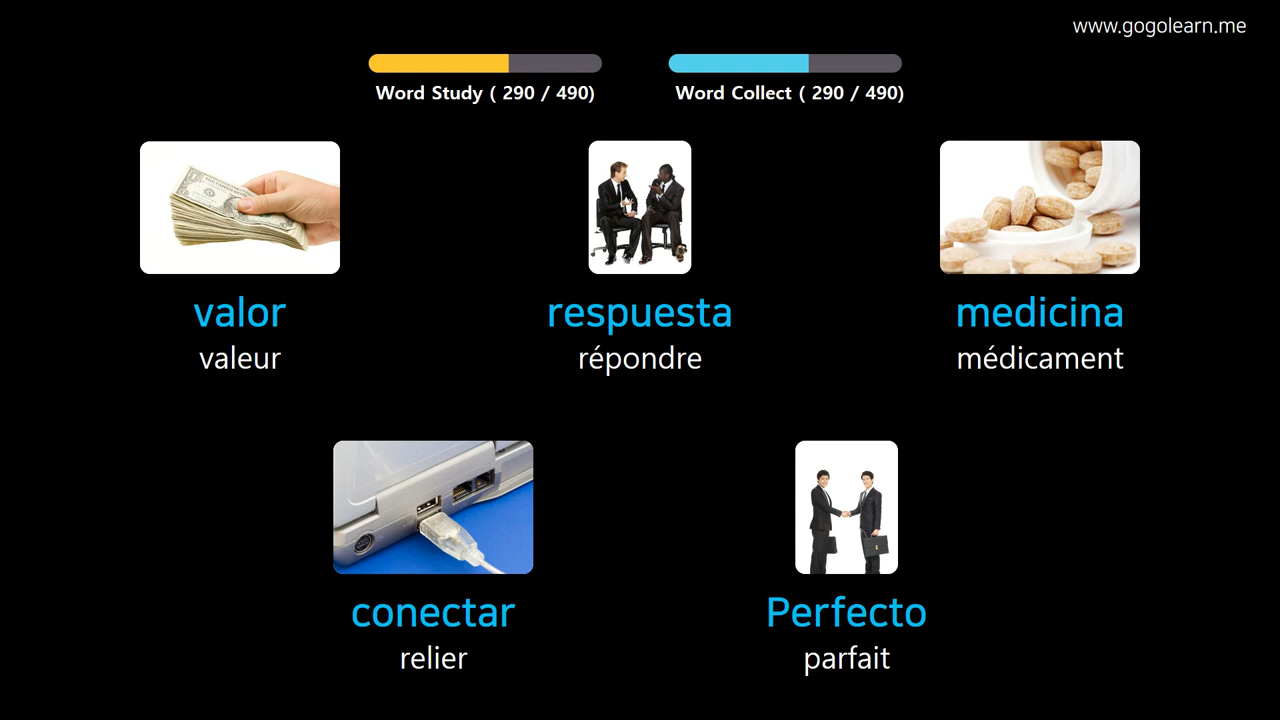 www.gogolearn.me
Word Study ( 290 / 490)
Word Collect ( 290 / 490)
valor
valeur
respuesta
répondre
medicina
médicament
conectar
relier
Perfecto
parfait